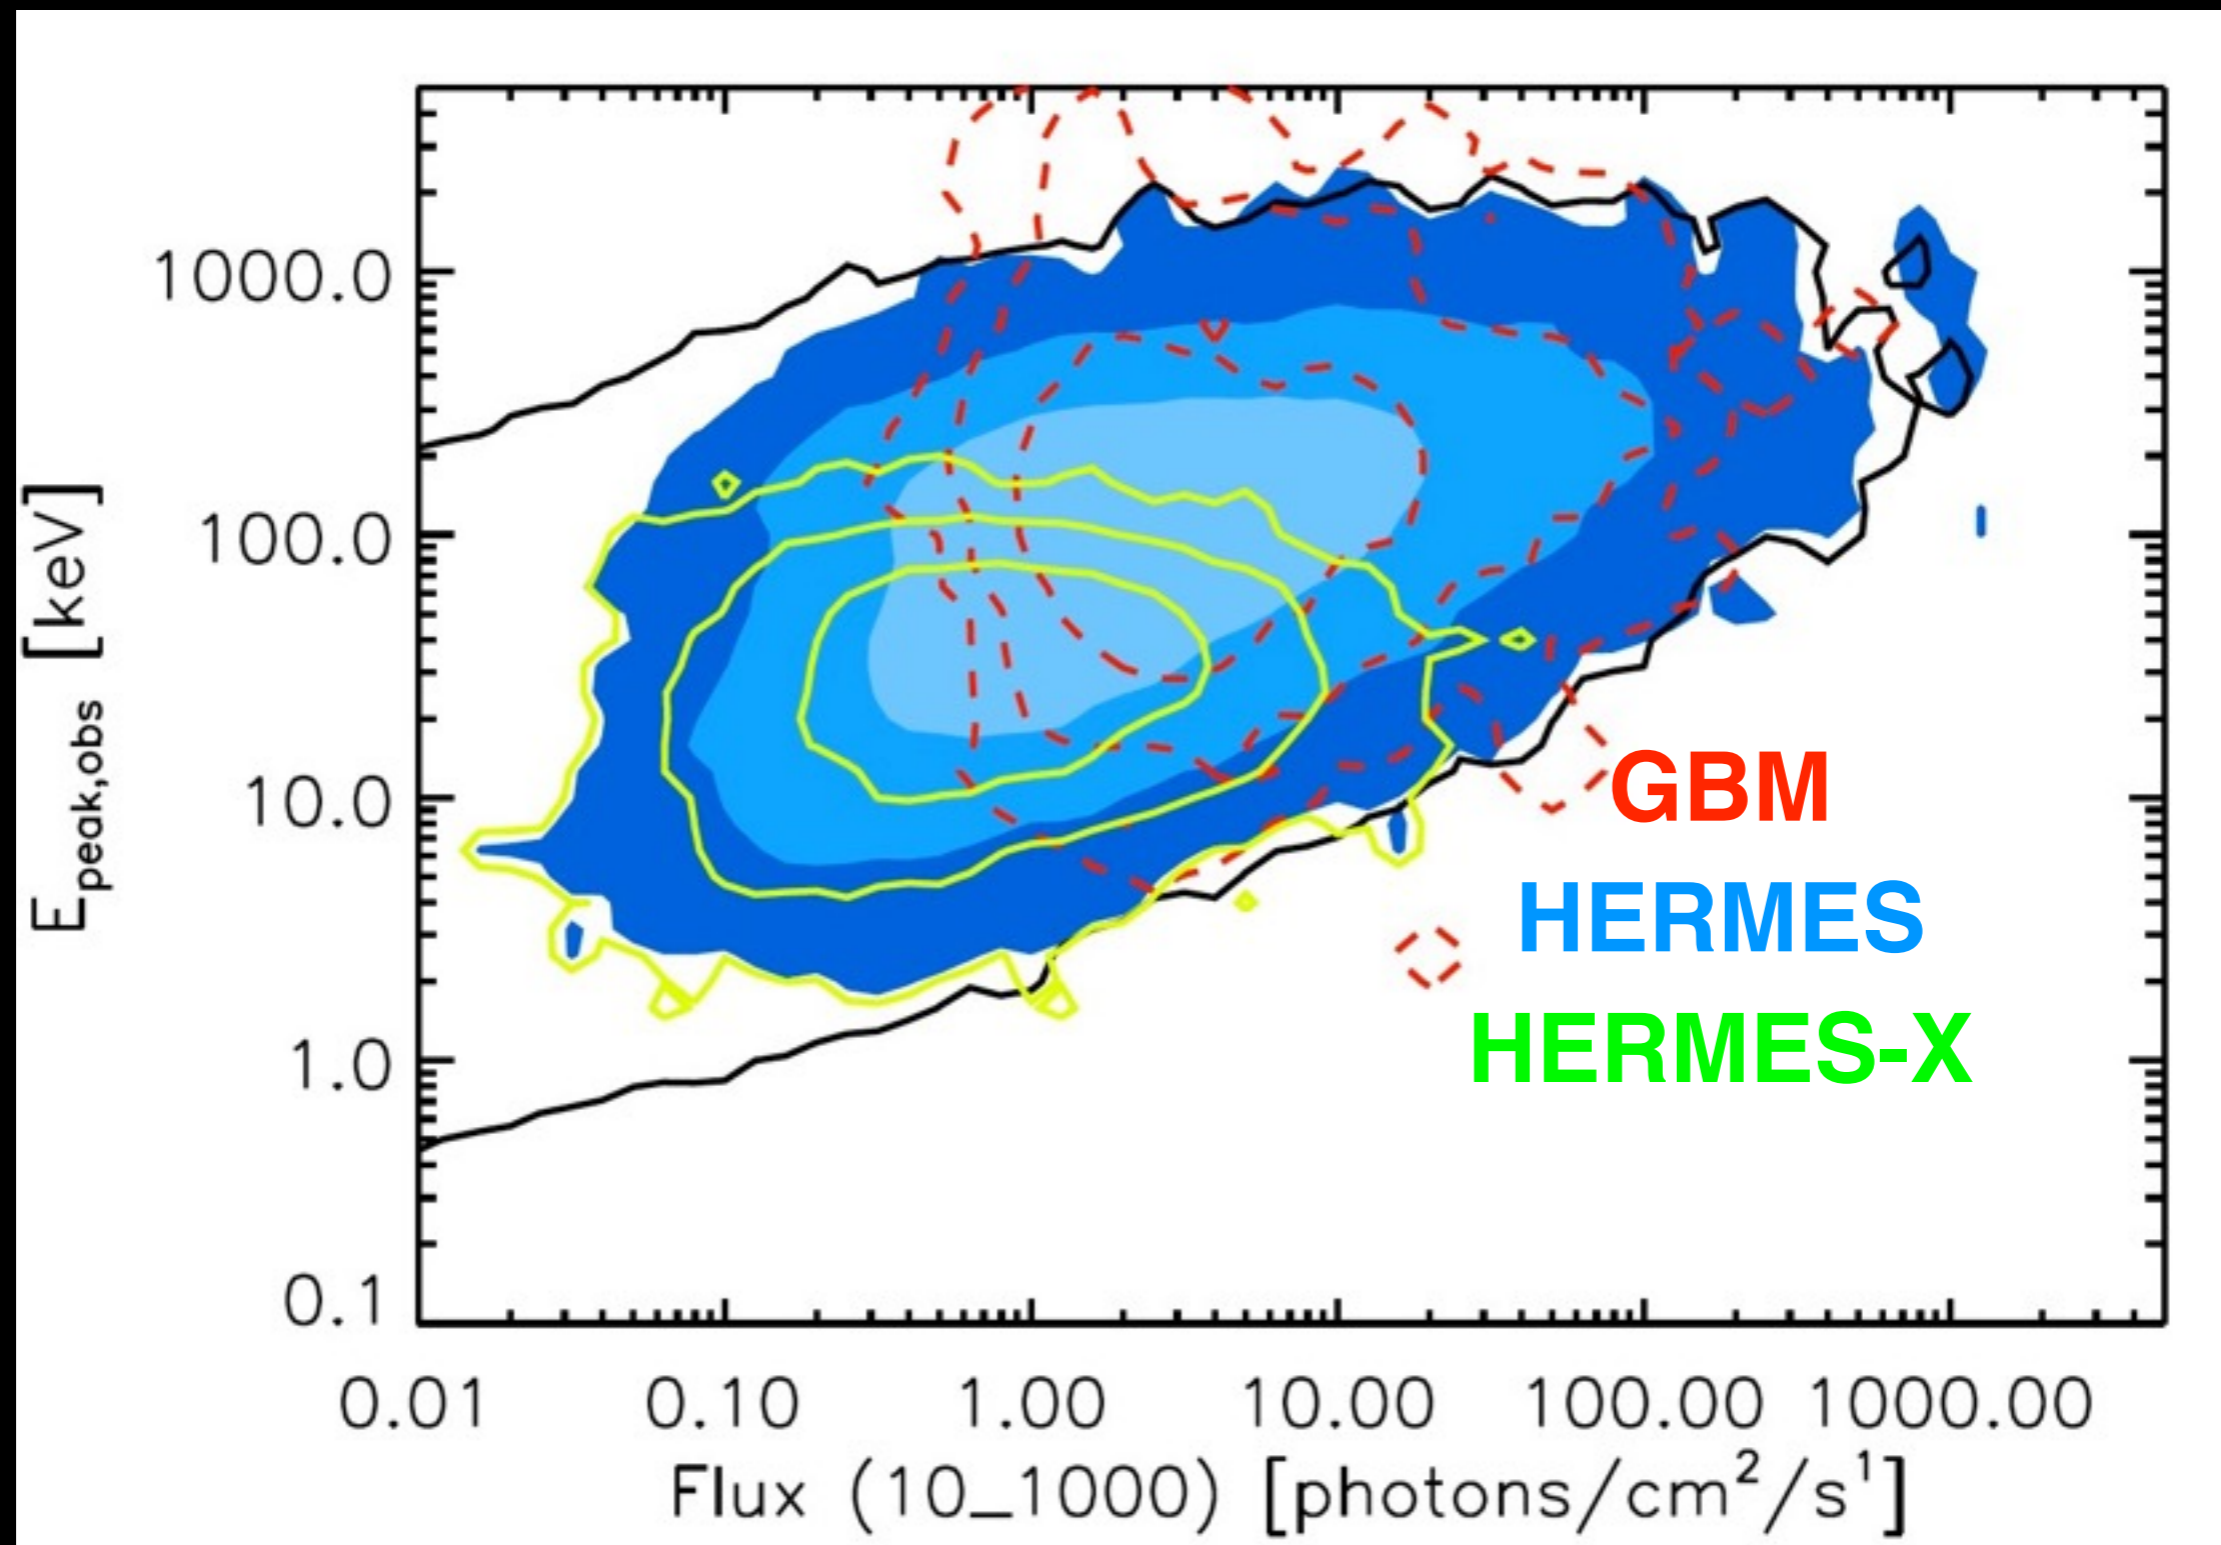 1000.0
100.0
10.0
1.0
0.1
E_peak,obs [keV]
GBM
HERMES
HERMES-X
0.01 0.10 1.00 10.00 100.00 1000.00
Flux (10_1000) [photons/cm²/s¹]